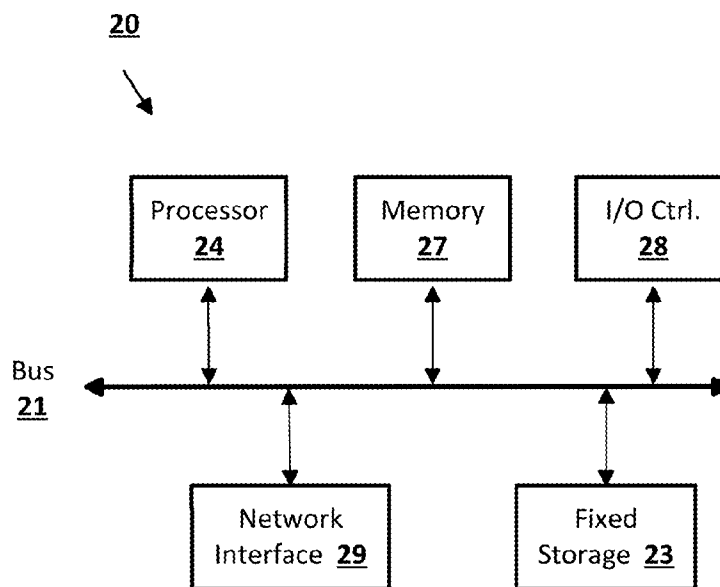 20
Processor
24
Memory
27
I/O Ctrl.
28
Bus
21
Network
Interface 29
Fixed
Storage 23